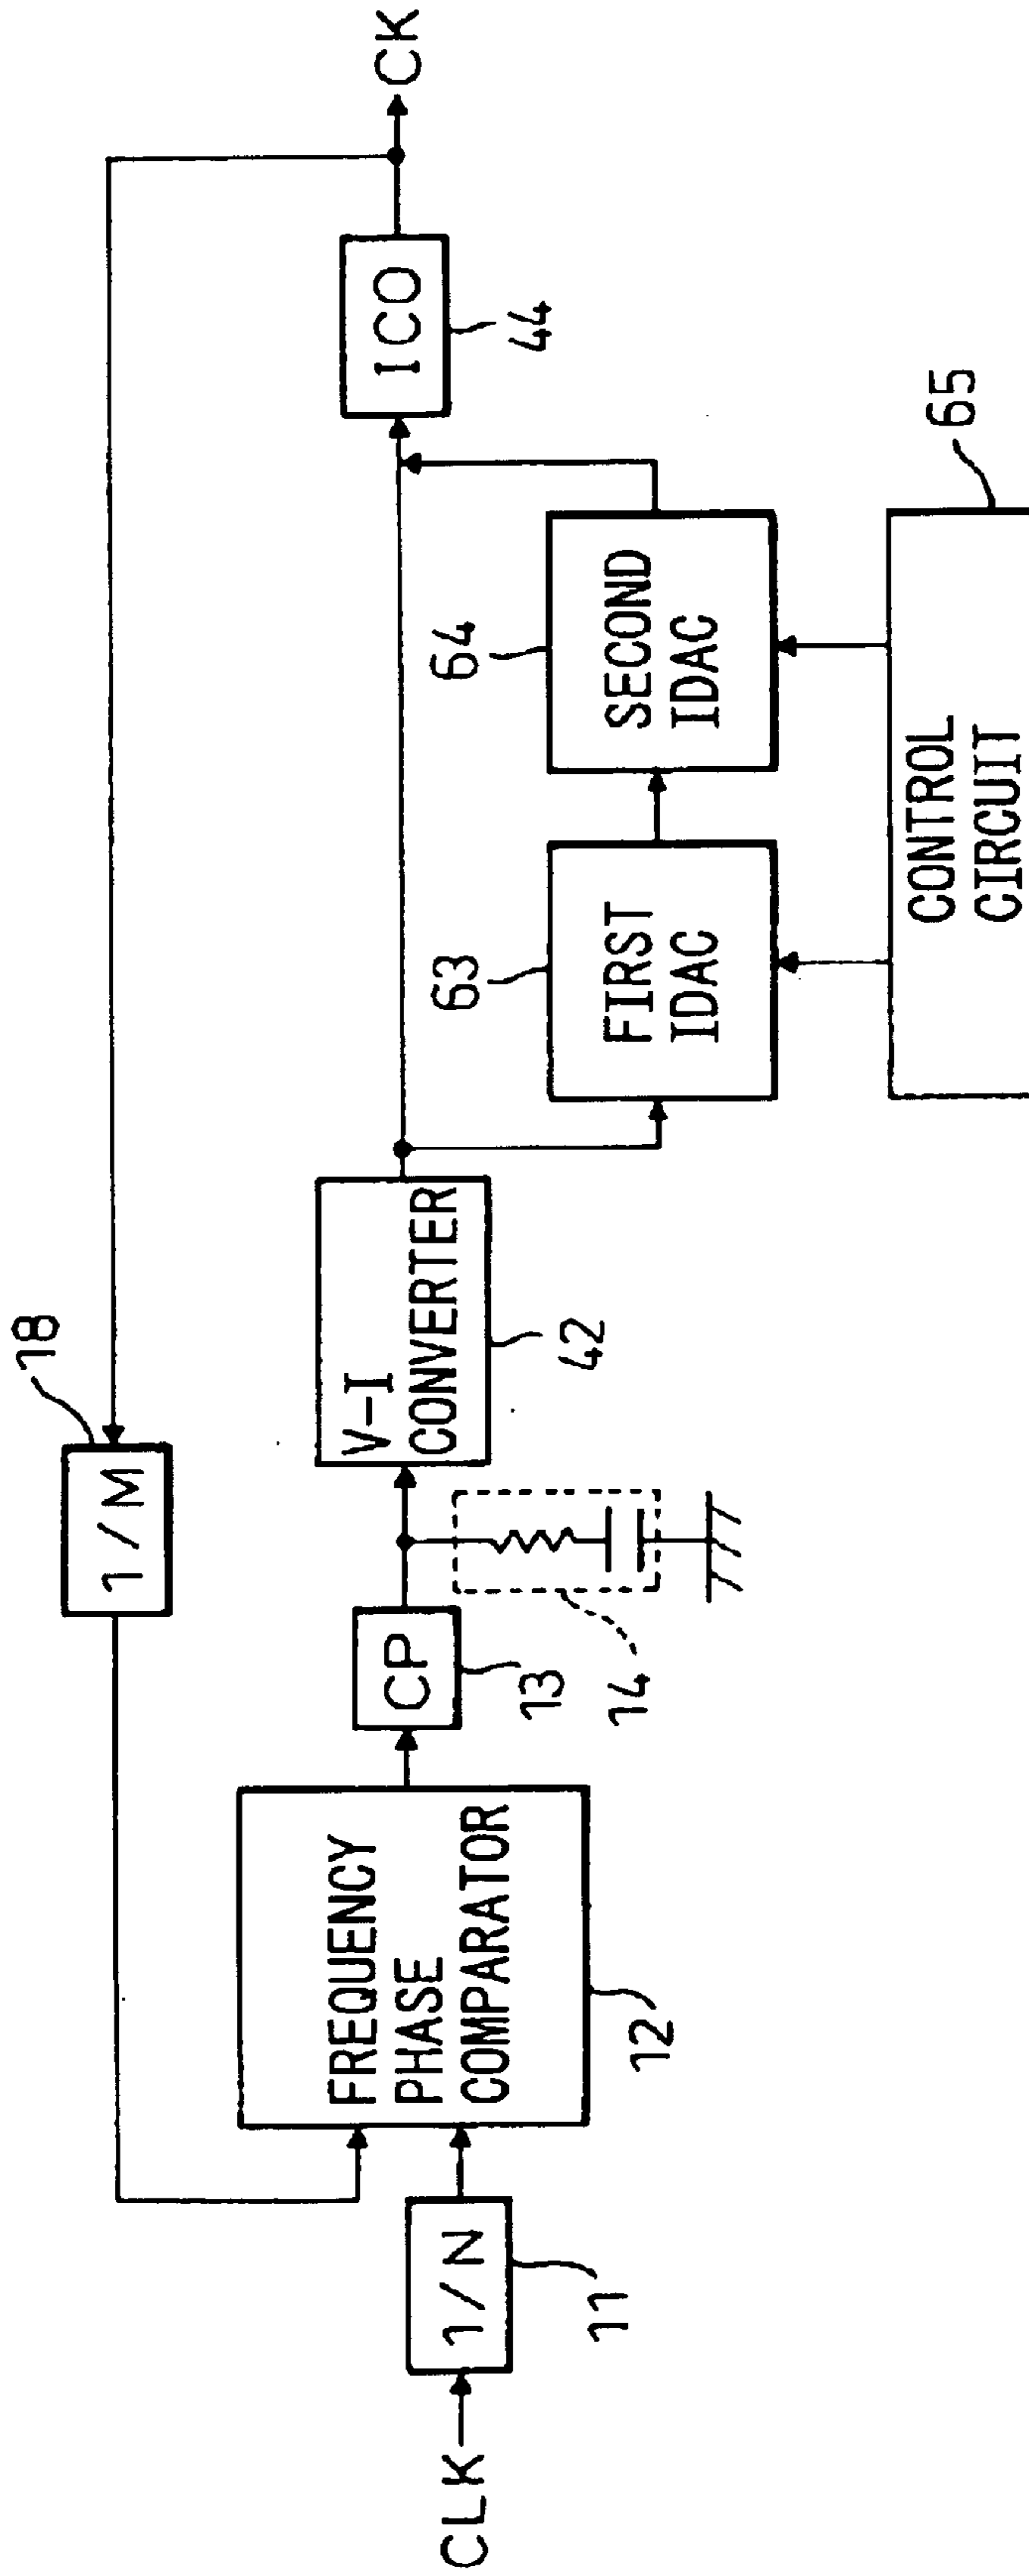 18
1/M
CLK
1/N
11
FREQUENCY
PHASE
COMPARATOR
12
CP
13
14
V-I
CONVERTER
42
63
FIRST
IDAC
64
SECOND
IDAC
ICO
44
CK
CONTROL
CIRCUIT
65